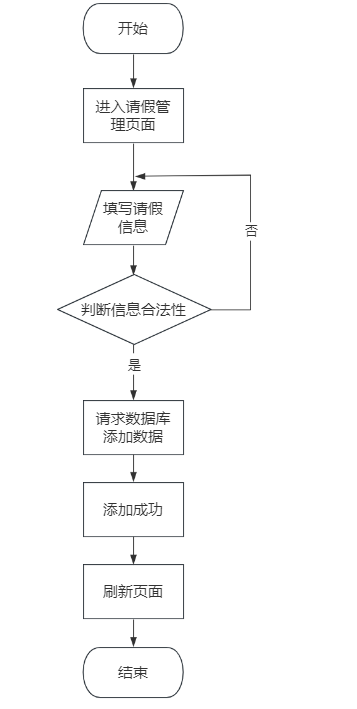 开始
进入请假管
理页面
填写请假
信息
否
判断信息合法性
是
请求数据库
添加数据
添加成功
刷新页面
结束